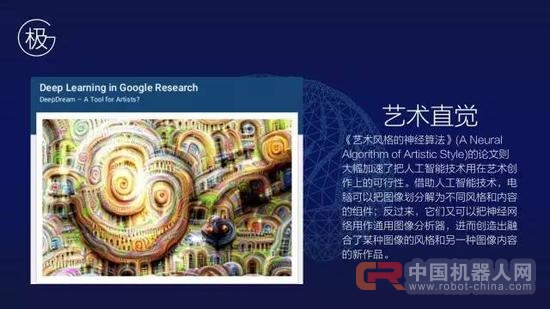 极
Deep Learning in Google Research
DeepDream – A Tool for Artists?
艺术直觉
《艺术风格的神经算法》(A Neural
Algorithm of Artistic Style)的论文则
大幅加速了把人工智能技术用在艺术创
作上的可行性。借助人工智能技术，电
脑可以把图像划分解为不同风格和内容
的组件；反过来，它们又可以把神经网
络用作通用图像分析器，进而创造出融
合了某种图像的风格和另一种图像内容
的新作品。
中国机器人网
www.robot-china.com